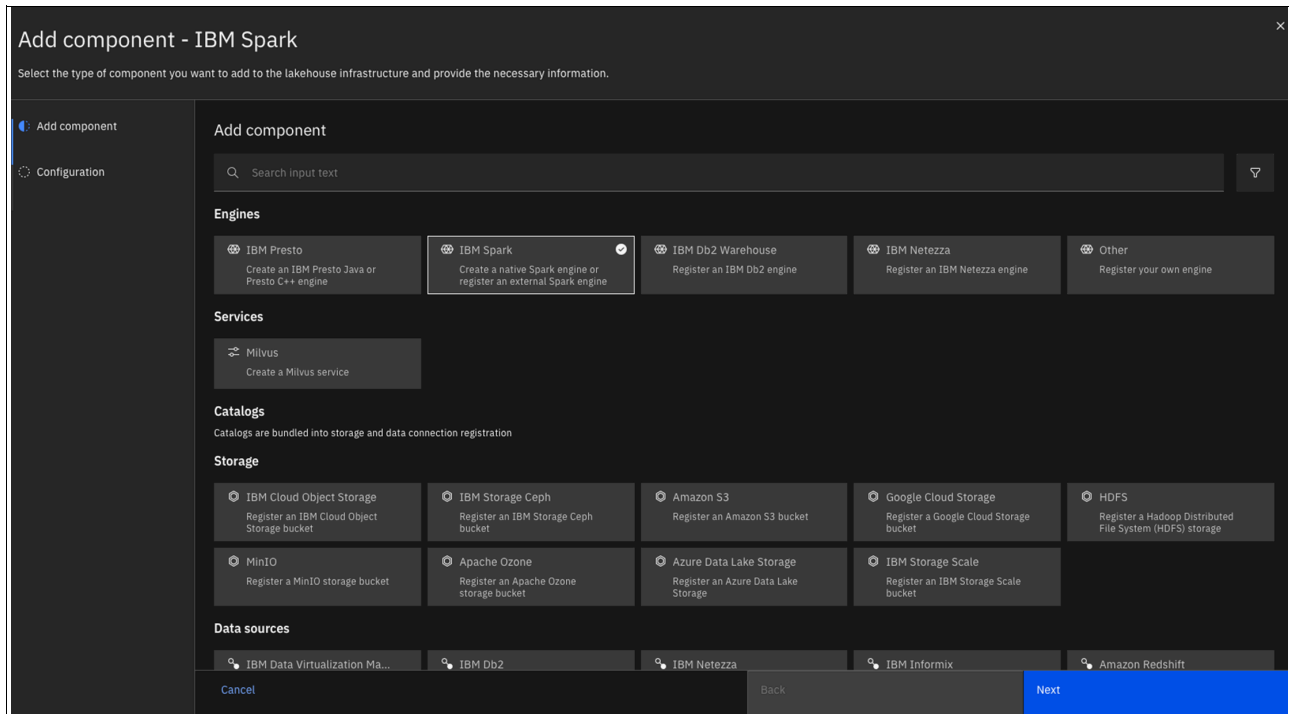 Add component - IBM Spark
Select the type of component you want to add to the lakehouse infrastructure and provide the necessary information.
Add component
Configuration
Add component
Search input text
Engines
IBM Presto
Create an IBM Presto Java or
Presto C++ engine
IBM Spark
Create a native Spark engine or
register an external Spark engine
IBM Db2 Warehouse
Register an IBM Db2 engine
IBM Netezza
Register an IBM Netezza engine
Other
Register your own engine
Services
Milvus
Create a Milvus service
Catalogs
Catalogs are bundled into storage and data connection registration
Storage
IBM Cloud Object Storage
Register an IBM Cloud Object
Storage bucket
IBM Storage Ceph
Register an IBM Storage Ceph
bucket
Amazon S3
Register an Amazon S3 bucket
Google Cloud Storage
Register a Google Cloud Storage
bucket
HDFS
Register a Hadoop Distributed
File System (HDFS) storage
MinIO
Register a MinIO storage bucket
Apache Ozone
Register an Apache Ozone
storage bucket
Azure Data Lake Storage
Register an Azure Data Lake
Storage
IBM Storage Scale
Register an IBM Storage Scale
bucket
Data sources
IBM Data Virtualization Ma...
IBM Db2
IBM Netezza
IBM Informix
Amazon Redshift
Cancel
Back
Next